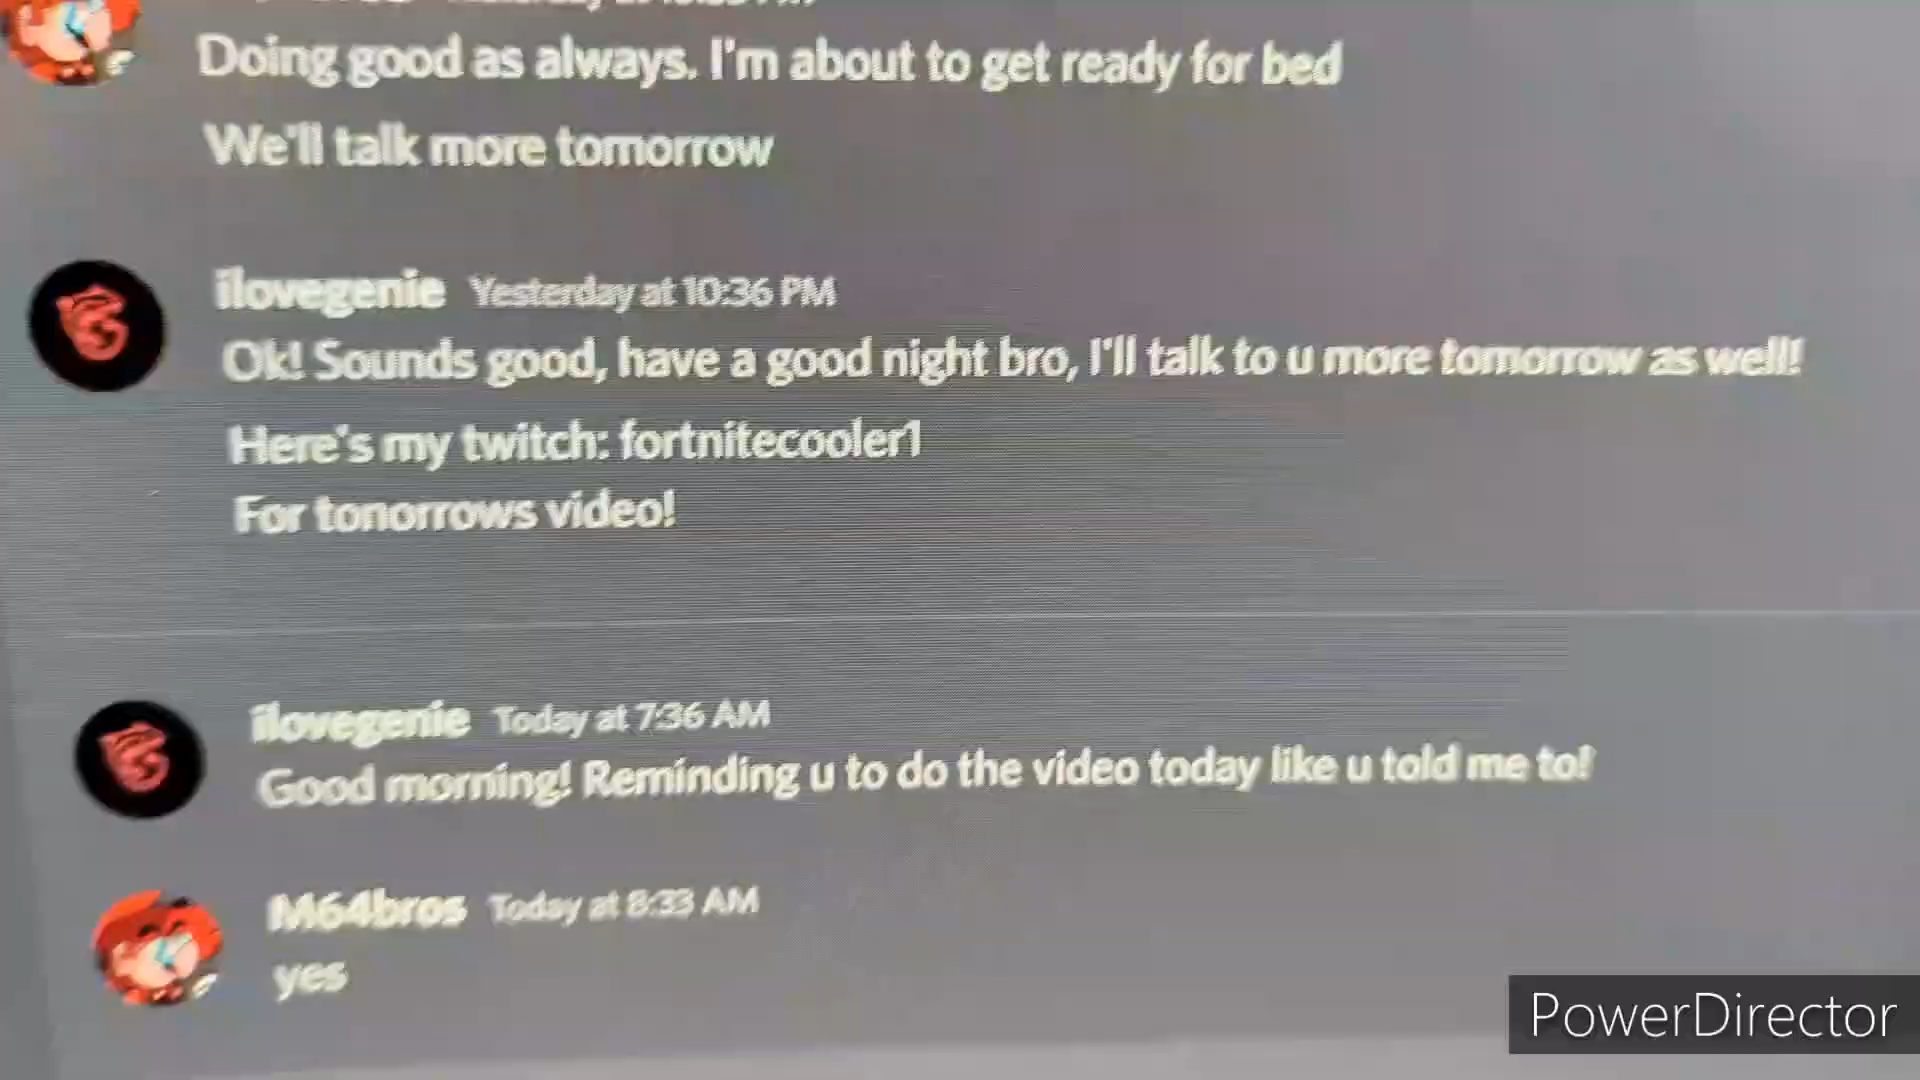 Doing good as always. I'm about to get ready for bed
We'll talk more tomorrow
ilovegenie Yesterday at 10:36 PM
Ok! Sounds good, have a good night bro, I'll talk to u more tomorrow as well!
Here's my twitch: fortnitecooler1
For tonorrows video!
ilovegenie Today at 7:36 AM
Good morning! Reminding u to do the video today like u told me to!
M64bros Today at 8:33 AM
yes
PowerDirector